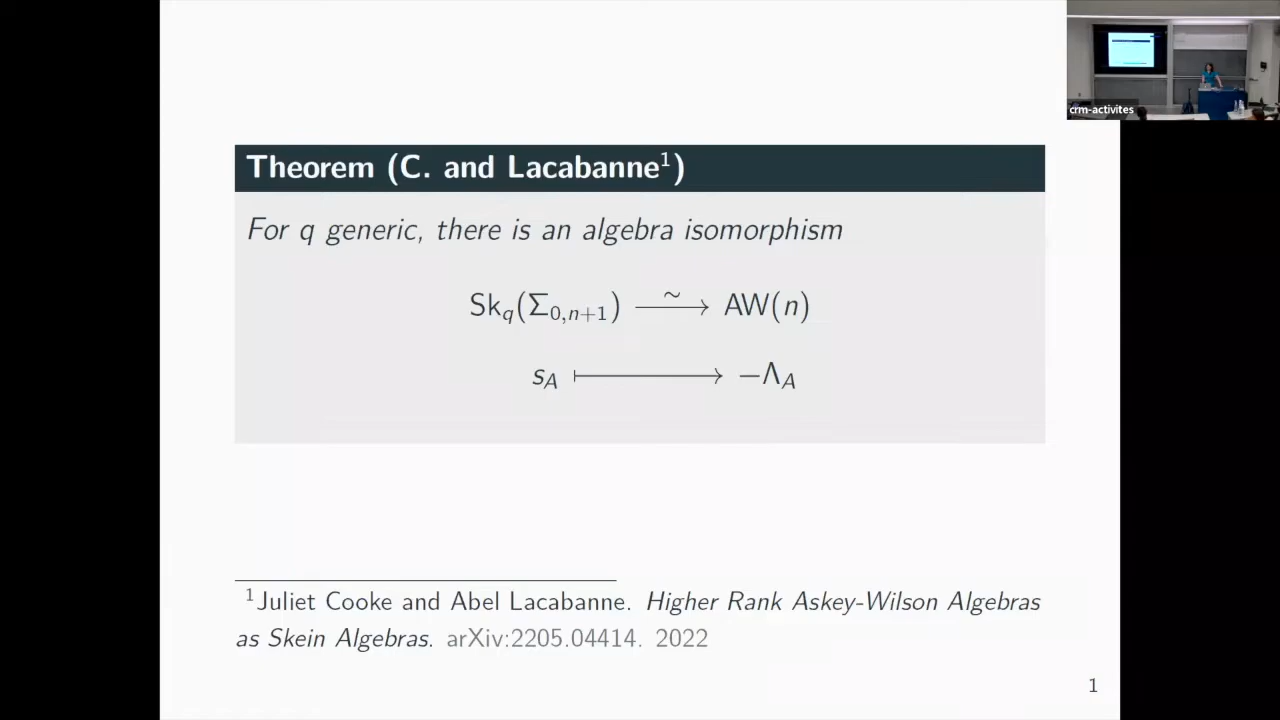 crm-activites
Theorem (C. and Lacabanne¹)
For q generic, there is an algebra isomorphism
Sk_q(Σ_{0,n+1}) ⟶^∼ AW(n)
s_A ⟼ −Λ_A
¹Juliet Cooke and Abel Lacabanne. Higher Rank Askey-Wilson Algebras
as Skein Algebras. arXiv:2205.04414. 2022
1